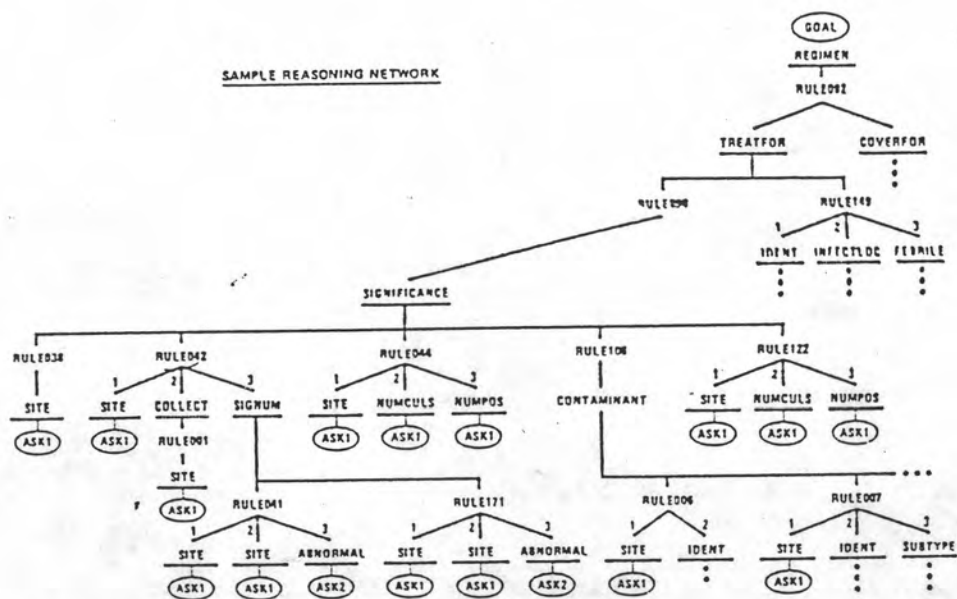 GOAL
REGIMEN
SAMPLE REASONING NETWORK
RULE092
TREATFOR COVERFOR
RULE090 RULE149
1 2 3
IDENT INFECTLOC FEBRILE
SIGNIFICANCE
RULE038 RULE042 RULE044 RULE106 RULE122
1 2 3 1 2 3 1 2 3
SITE SITE COLLECT SIGNUM SITE NUMCULS NUMPOS CONTAMINANT SITE NUMCULS NUMPOS
ASK1 ASK1 RULE001 ASK1 ASK1 ASK1 ASK1 ASK1 ASK1
1
SITE
ASK1
RULE041 RULE171 RULE006 RULE007
1 2 3 1 2 3 1 2 1 2 3
SITE SITE ABNORMAL SITE SITE ABNORMAL SITE IDENT SITE IDENT SUBTYPE
ASK1 ASK1 ASK2 ASK1 ASK1 ASK2 ASK1 ASK1